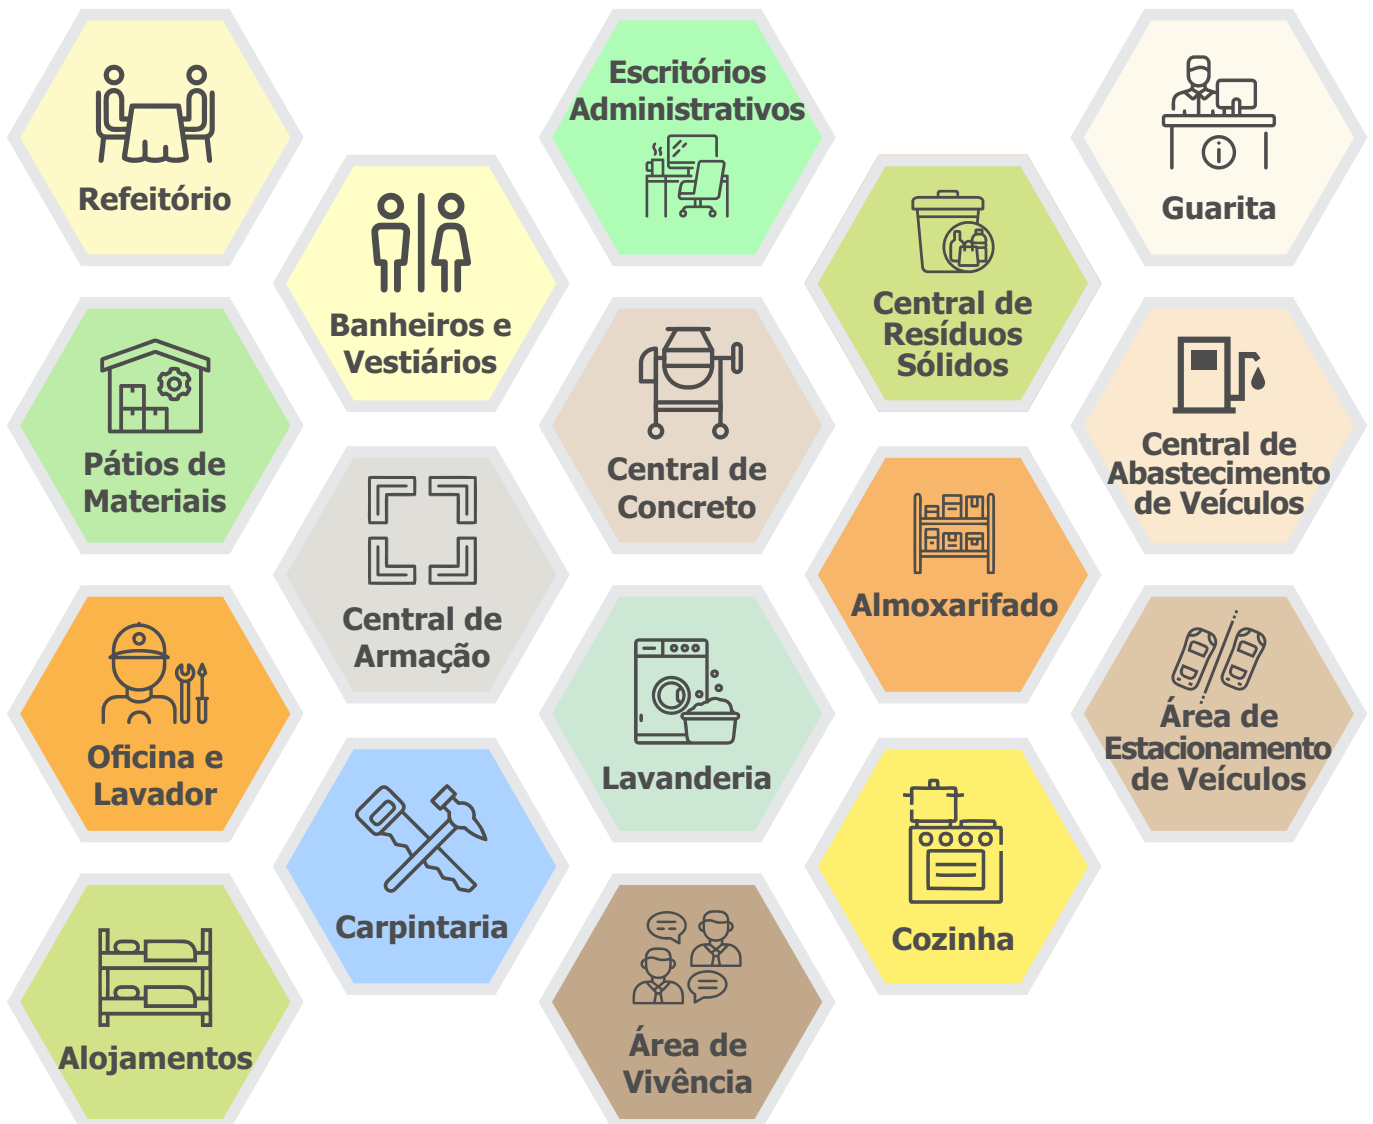 Refeitório
Escritórios
Administrativos
Guarita
Banheiros e
Vestiários
Central de
Resíduos
Sólidos
Pátios de
Materiais
Central de
Concreto
Central de
Abastecimento
de Veículos
Central de
Armação
Almoxarifado
Oficina e
Lavador
Lavanderia
Área de
Estacionamento
de Veículos
Carpintaria
Cozinha
Alojamentos
Área de
Vivência